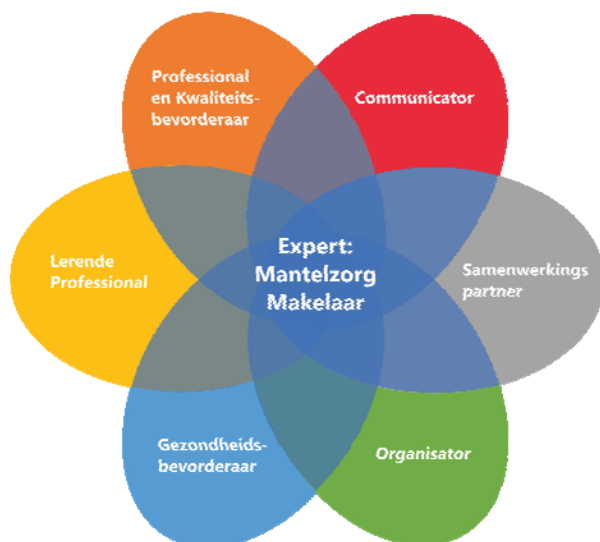 Professional
en Kwaliteits-
bevorderaar
Communicator
Lerende
Professional
Expert:
Mantelzorg
Makelaar
Samenwerkings
partner
Gezondheids-
bevorderaar
Organisator